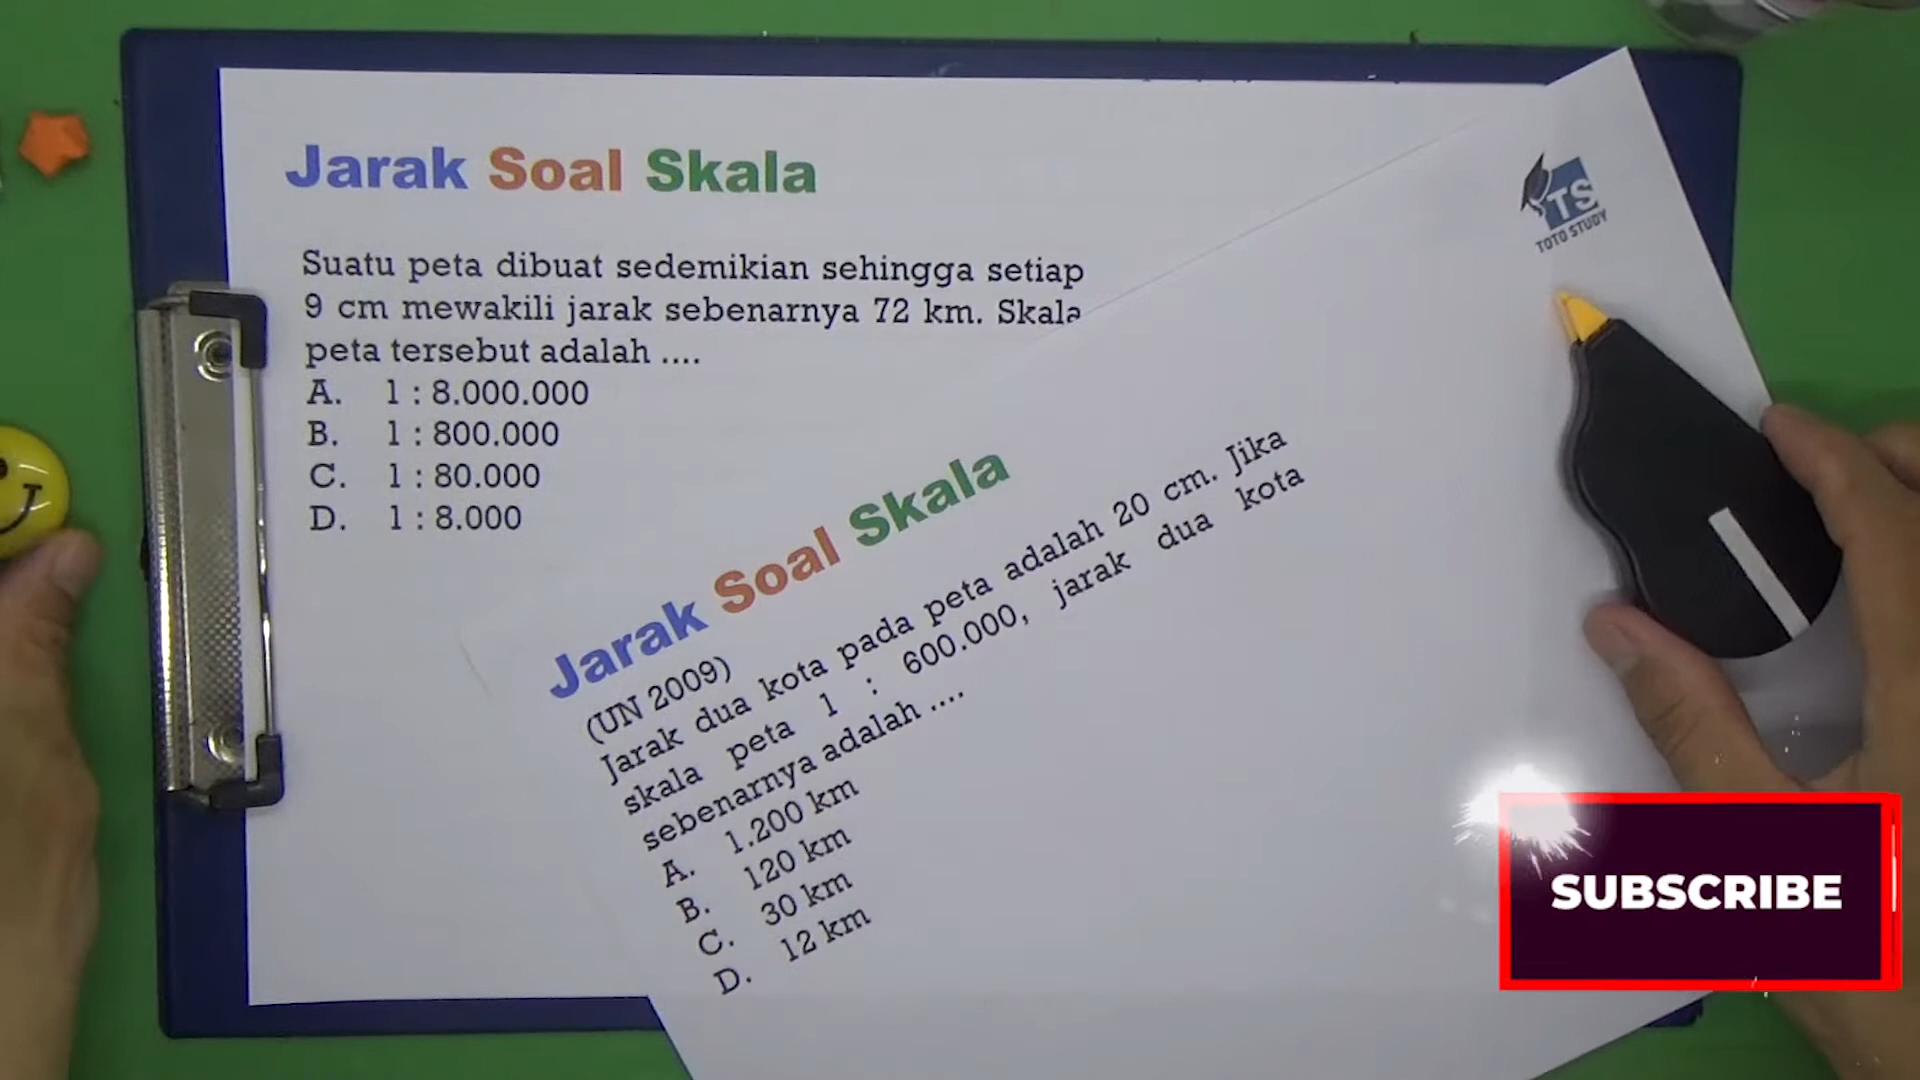 Jarak Soal Skala
Suatu peta dibuat sedemikian sehingga setiap
9 cm mewakili jarak sebenarnya 72 km. Skala
peta tersebut adalah ....
A. 1 : 8.000.000
B. 1 : 800.000
C. 1 : 80.000
D. 1 : 8.000
Jarak Soal Skala
(UN 2009)
Jarak dua kota pada peta adalah 20 cm. Jika
skala peta 1 : 600.000, jarak dua kota
sebenarnya adalah ....
A. 1.200 km
B. 120 km
C. 30 km
D. 12 km
TS
TOTO STUDY
SUBSCRIBE